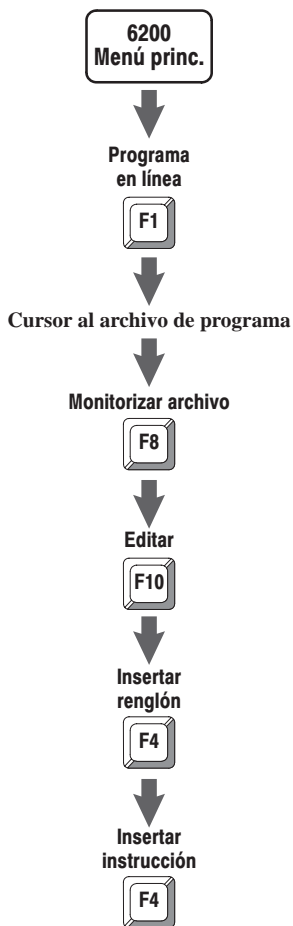 6200
Menú princ.
Programa
en línea
F1
Cursor al archivo de programa
Monitorizar archivo
F8
Editar
F10
Insertar
renglón
F4
Insertar
instrucción
F4